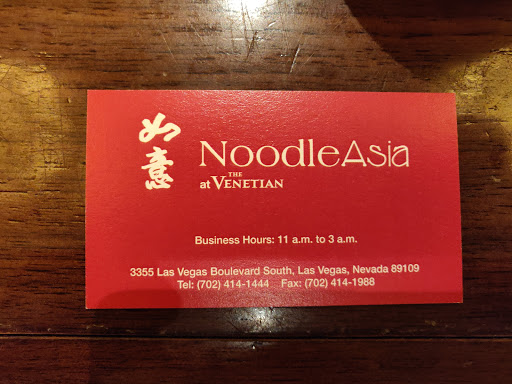 如意
NoodleAsia
at THE VENETIAN
Business Hours: 11 a.m. to 3 a.m.
3355 Las Vegas Boulevard South, Las Vegas, Nevada 89109
Tel: (702) 414-1444 Fax: (702) 414-1988